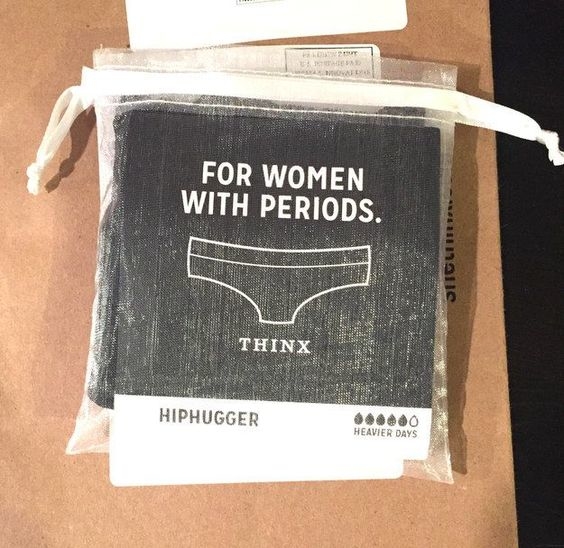 FOR WOMEN
WITH PERIODS.
THINX
HIPHUGGER
HEAVIER DAYS